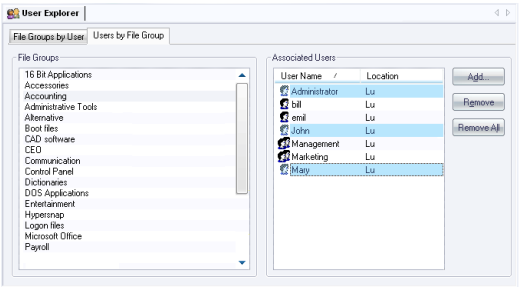 User Explorer
File Groups by User
Users by File Group
File Groups
16 Bit Applications
Accessories
Accounting
Administrative Tools
Alternative
Boot files
CAD software
CEO
Communication
Control Panel
Dictionaries
DOS Applications
Entertainment
Hypersnap
Logon files
Microsoft Office
Payroll
Associated Users
User Name / Location
Administrator Lu
bill Lu
emil Lu
John Lu
Management Lu
Marketing Lu
Mary Lu
Add...
Remove
Remove All